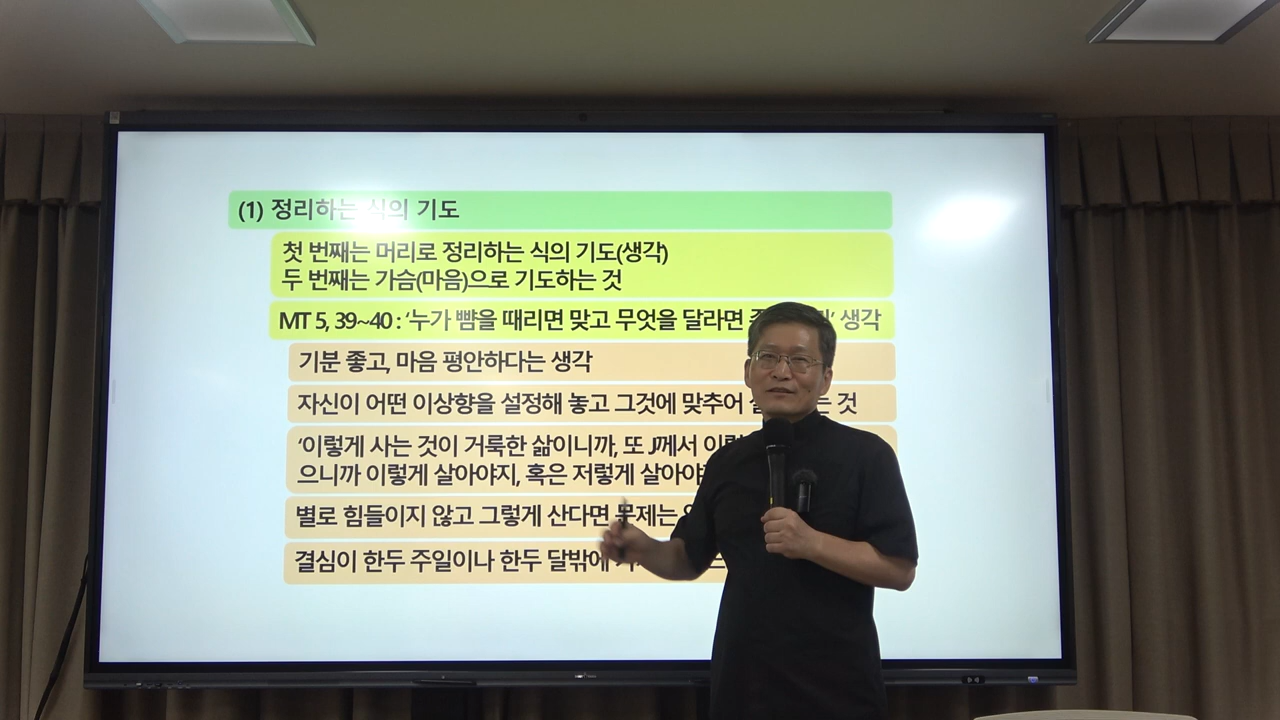 (1) 정리하는 식의 기도
첫 번째는 머리로 정리하는 식의 기도(생각)
두 번째는 가슴(마음)으로 기도하는 것
MT 5, 39~40 : ‘누가 뺨을 때리면 맞고 무엇을 달라면 생각
기분 좋고, 마음 평안하다는 생각
자신이 어떤 이상향을 설정해 놓고 그것에 맞추어 것
‘이렇게 사는 것이 거룩한 삶이니까, 또 J께서
으니까 이렇게 살아야지, 혹은 저렇게
별로 힘들이지 않고 그렇게 산다면 문제는
결심이 한두 주일이나 한두 달밖에